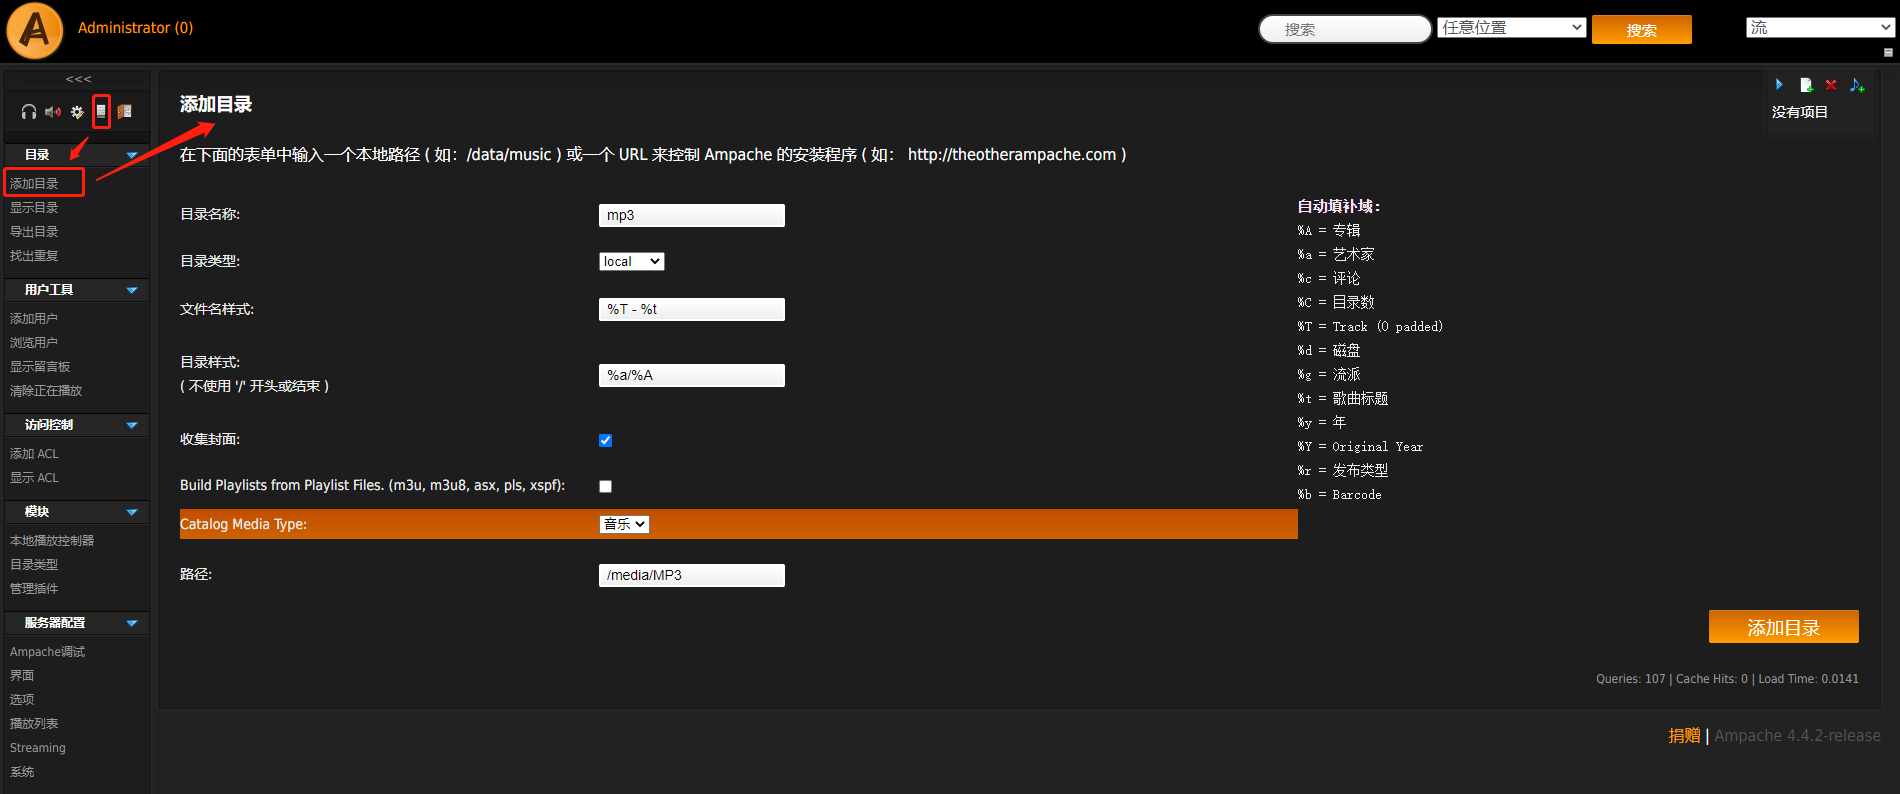 Administrator (0)
搜索
任意位置
搜索
流
<<<
目录
添加目录
显示目录
导出目录
找出重复
用户工具
添加用户
浏览用户
显示留言板
清除正在播放
访问控制
添加 ACL
显示 ACL
模块
本地播放控制器
目录类型
管理插件
服务器配置
Ampache调试
界面
选项
播放列表
Streaming
系统
添加目录
没有项目
在下面的表单中输入一个本地路径 ( 如：/data/music ) 或一个 URL 来控制 Ampache 的安装程序 ( 如： http://theotherampache.com )
目录名称:
mp3
目录类型:
local
文件名样式:
%T - %t
目录样式:
( 不使用 '/' 开头或结束 )
%a/%A
收集封面:
Build Playlists from Playlist Files. (m3u, m3u8, asx, pls, xspf):
Catalog Media Type:
音乐
路径:
/media/MP3
自动填补域：
%A = 专辑
%a = 艺术家
%c = 评论
%C = 目录数
%T = Track (0 padded)
%d = 磁盘
%g = 流派
%t = 歌曲标题
%y = 年
%Y = Original Year
%r = 发布类型
%b = Barcode
添加目录
Queries: 107 | Cache Hits: 0 | Load Time: 0.0141
捐赠 | Ampache 4.4.2-release